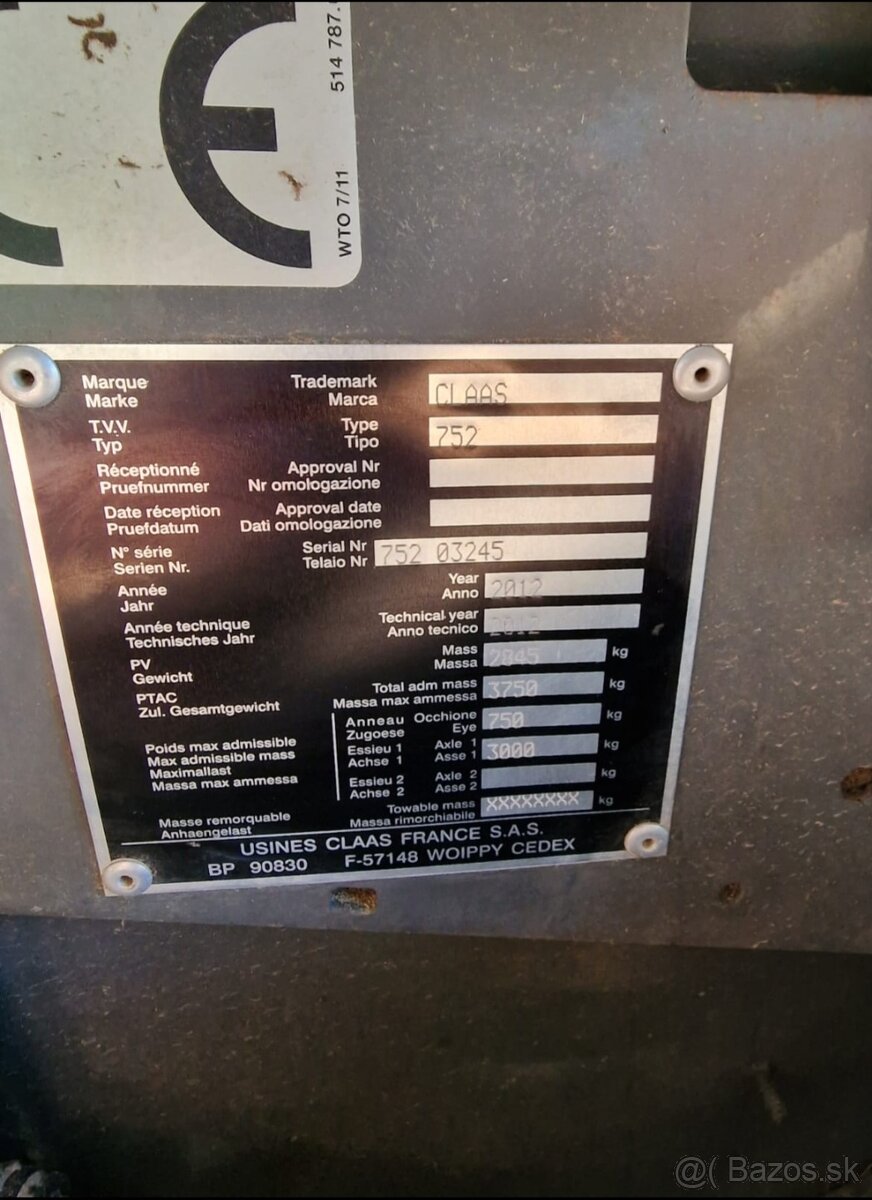 CE
514 787.
WTO 7/11
Marque Trademark CLAAS
Marke Marca
T.V.V. Type 752
Typ Tipo
Réceptionné Approval Nr
Pruefnummer Nr omologazione
Date réception Approval date
Pruefdatum Dati omologazione
N° série Serial Nr 752 03245
Serien Nr. Telaio Nr
Année Year 2012
Jahr Anno
Année technique Technical year 2012
Technisches Jahr Anno tecnico
PV Mass 2845 kg
Gewicht Massa
PTAC Total adm mass 3750 kg
Zul. Gesamtgewicht Massa max ammessa
Poids max admissible
Max admissible mass
Maximallast
Massa max ammessa
Anneau Occhione 750 kg
Zugoese Eye
Essieu 1 Axle 1 3000 kg
Achse 1 Asse 1
Essieu 2 Axle 2 kg
Achse 2 Asse 2
Masse remorquable Towable mass XXXXXXXX kg
Anhaengelast Massa rimorchiabile
USINES CLAAS FRANCE S.A.S.
BP 90830 F-57148 WOIPPY CEDEX
@( Bazos.sk